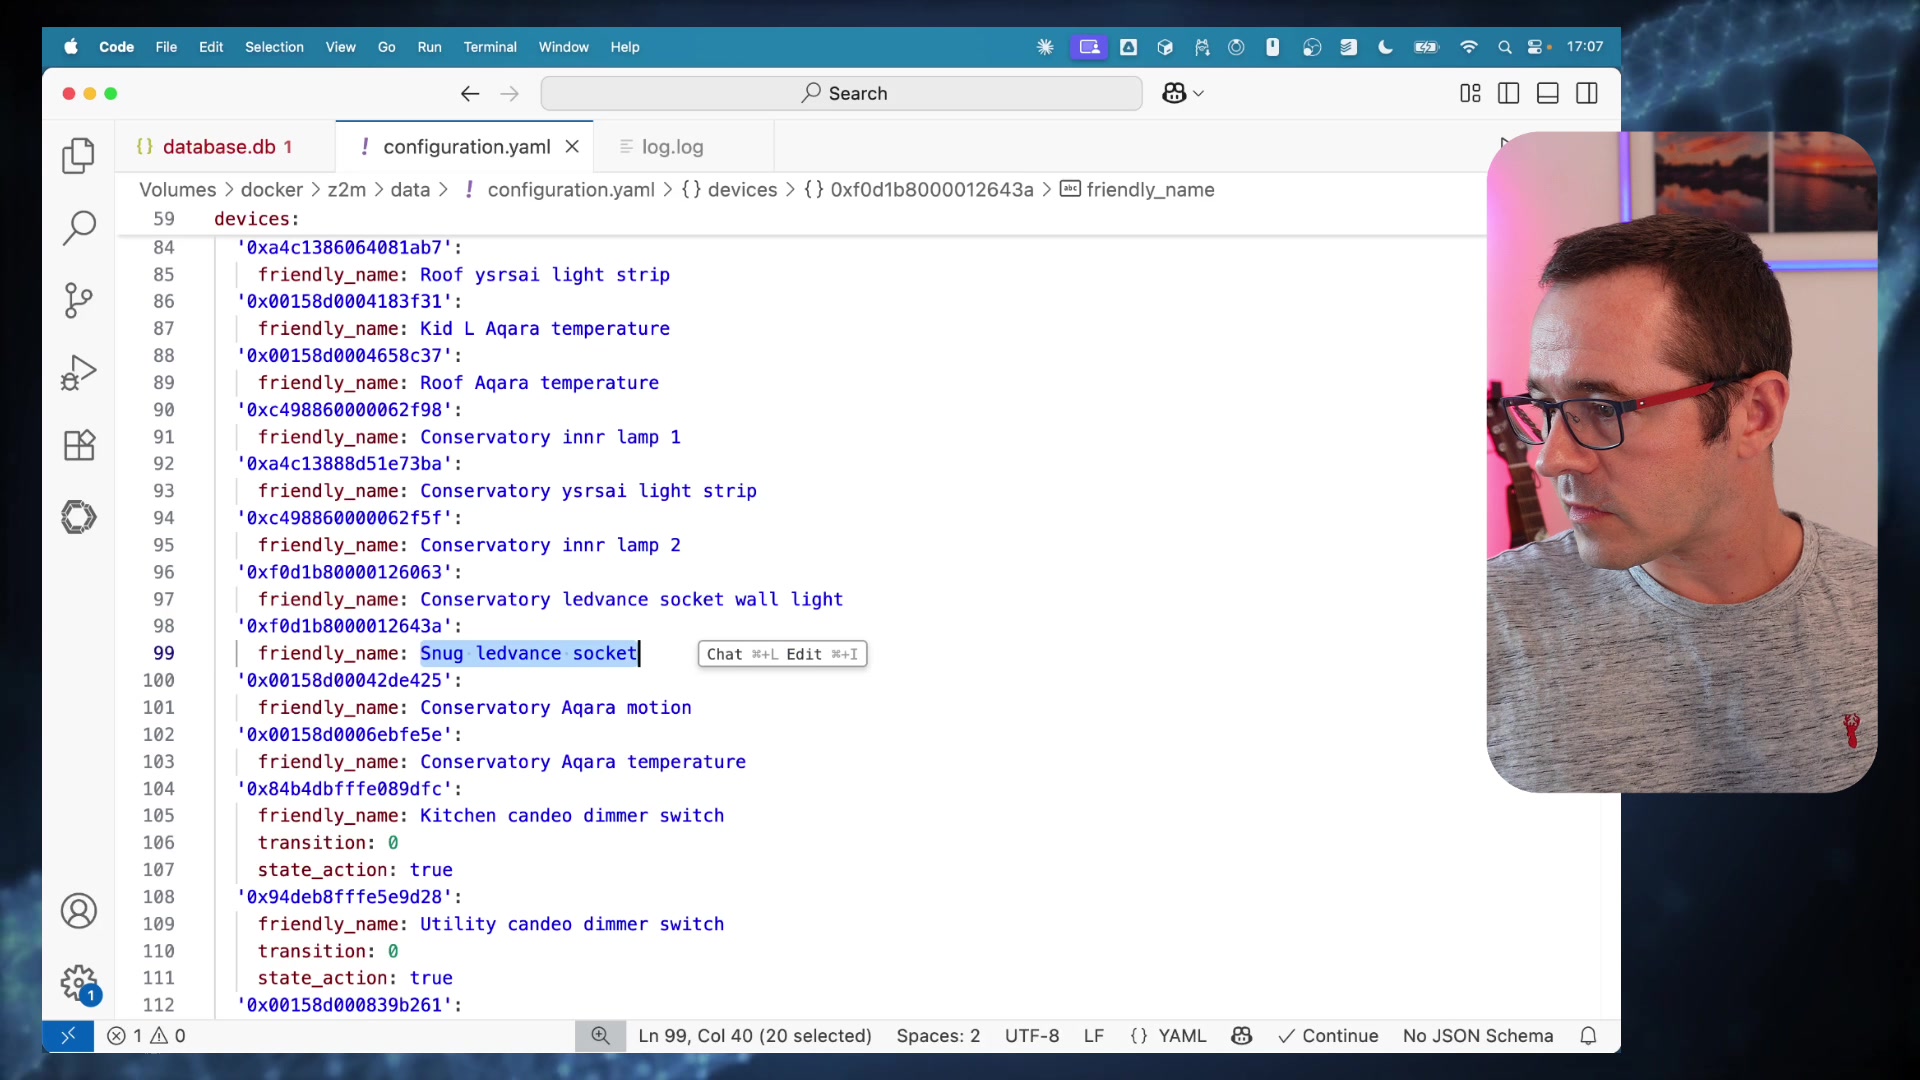 Code File Edit Selection View Go Run Terminal Window Help 17:07
Search
database.db 1 configuration.yaml log.log
Volumes > docker > z2m > data > configuration.yaml > {} devices > {} 0xf0d1b8000012643a > abc friendly_name
59 devices:
84 '0xa4c1386064081ab7':
85 friendly_name: Roof ysrsai light strip
86 '0x00158d0004183f31':
87 friendly_name: Kid L Aqara temperature
88 '0x00158d0004658c37':
89 friendly_name: Roof Aqara temperature
90 '0xc498860000062f98':
91 friendly_name: Conservatory innr lamp 1
92 '0xa4c13888d51e73ba':
93 friendly_name: Conservatory ysrsai light strip
94 '0xc498860000062f5f':
95 friendly_name: Conservatory innr lamp 2
96 '0xf0d1b80000126063':
97 friendly_name: Conservatory ledvance socket wall light
98 '0xf0d1b8000012643a':
99 friendly_name: Snug ledvance socket Chat ⌘+L Edit ⌘+I
100 '0x00158d00042de425':
101 friendly_name: Conservatory Aqara motion
102 '0x00158d0006ebfe5e':
103 friendly_name: Conservatory Aqara temperature
104 '0x84b4dbfffe089dfc':
105 friendly_name: Kitchen candeo dimmer switch
106 transition: 0
107 state_action: true
108 '0x94deb8fffe5e9d28':
109 friendly_name: Utility candeo dimmer switch
110 transition: 0
111 state_action: true
112 '0x00158d000839b261':
1
1 0 Ln 99, Col 40 (20 selected) Spaces: 2 UTF-8 LF {} YAML Continue No JSON Schema